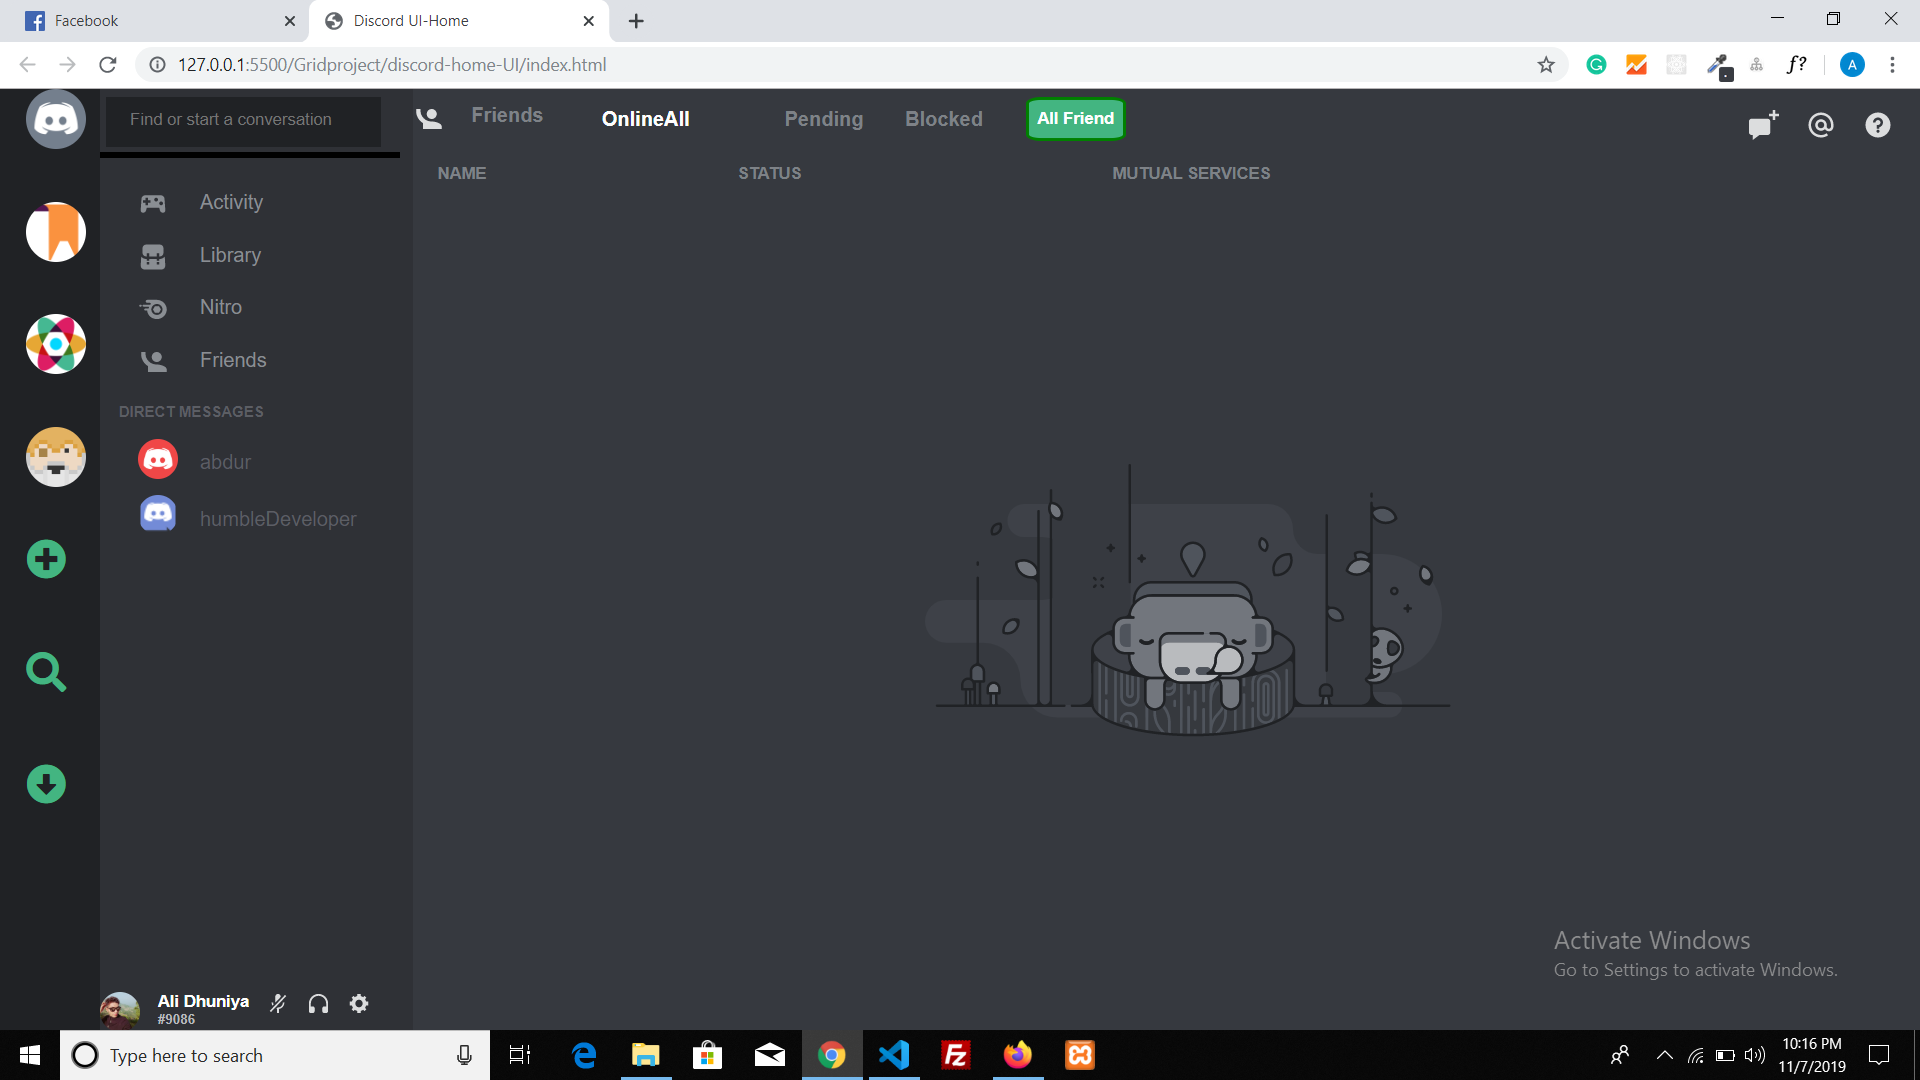 Facebook
Discord UI-Home
127.0.0.1:5500/Gridproject/discord-home-UI/index.html
f?
A
Find or start a conversation
Friends
OnlineAll
Pending
Blocked
All Friend
NAME
STATUS
MUTUAL SERVICES
Activity
Library
Nitro
Friends
DIRECT MESSAGES
abdur
humbleDeveloper
Activate Windows
Go to Settings to activate Windows.
Ali Dhuniya
#9086
Type here to search
10:16 PM
11/7/2019